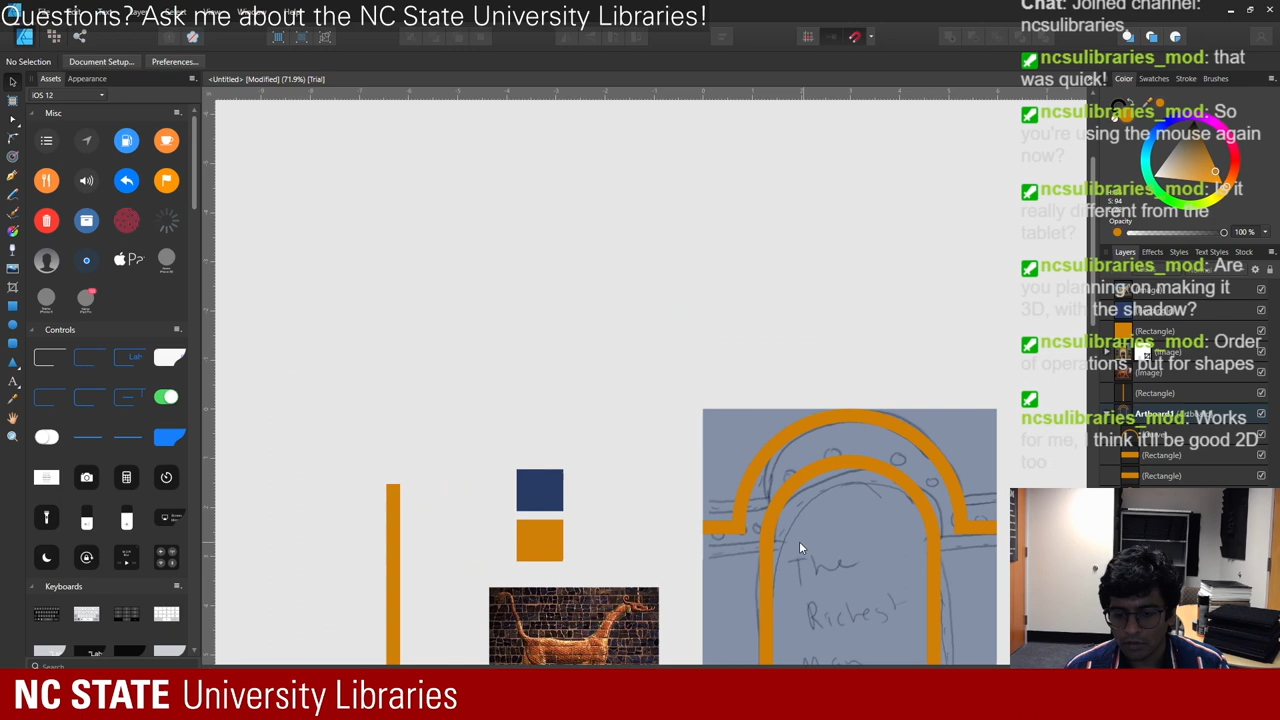 Questions? Ask me about the NC State University Libraries!
No Selection
Document Setup...
Preferences...
Assets
Appearance
<Untitled> [Modified] (71.9%) [Trial]
iOS 12
Misc
Controls
Keyboards
Search
The
Richest
Man
Chat: Joined channel:
ncsulibraries
ncsulibraries_mod: that
was quick!
ncsulibraries_mod: So
you're using the mouse again
now?
ncsulibraries_mod: Is it
really different from the
tablet?
ncsulibraries_mod: Are
you planning on making it
3D, with the shadow?
ncsulibraries_mod: Order
of operations, but for shapes
ncsulibraries_mod: Works
for me, I think it'll be good 2D
too
Color
Swatches
Stroke
Brushes
S: 94
Opacity
100 %
Layers
Effects
Styles
Text Styles
Stock
(Rectangle)
(Image)
(Image)
(Rectangle)
Artboard1
(Rectangle)
(Rectangle)
NC STATE University Libraries